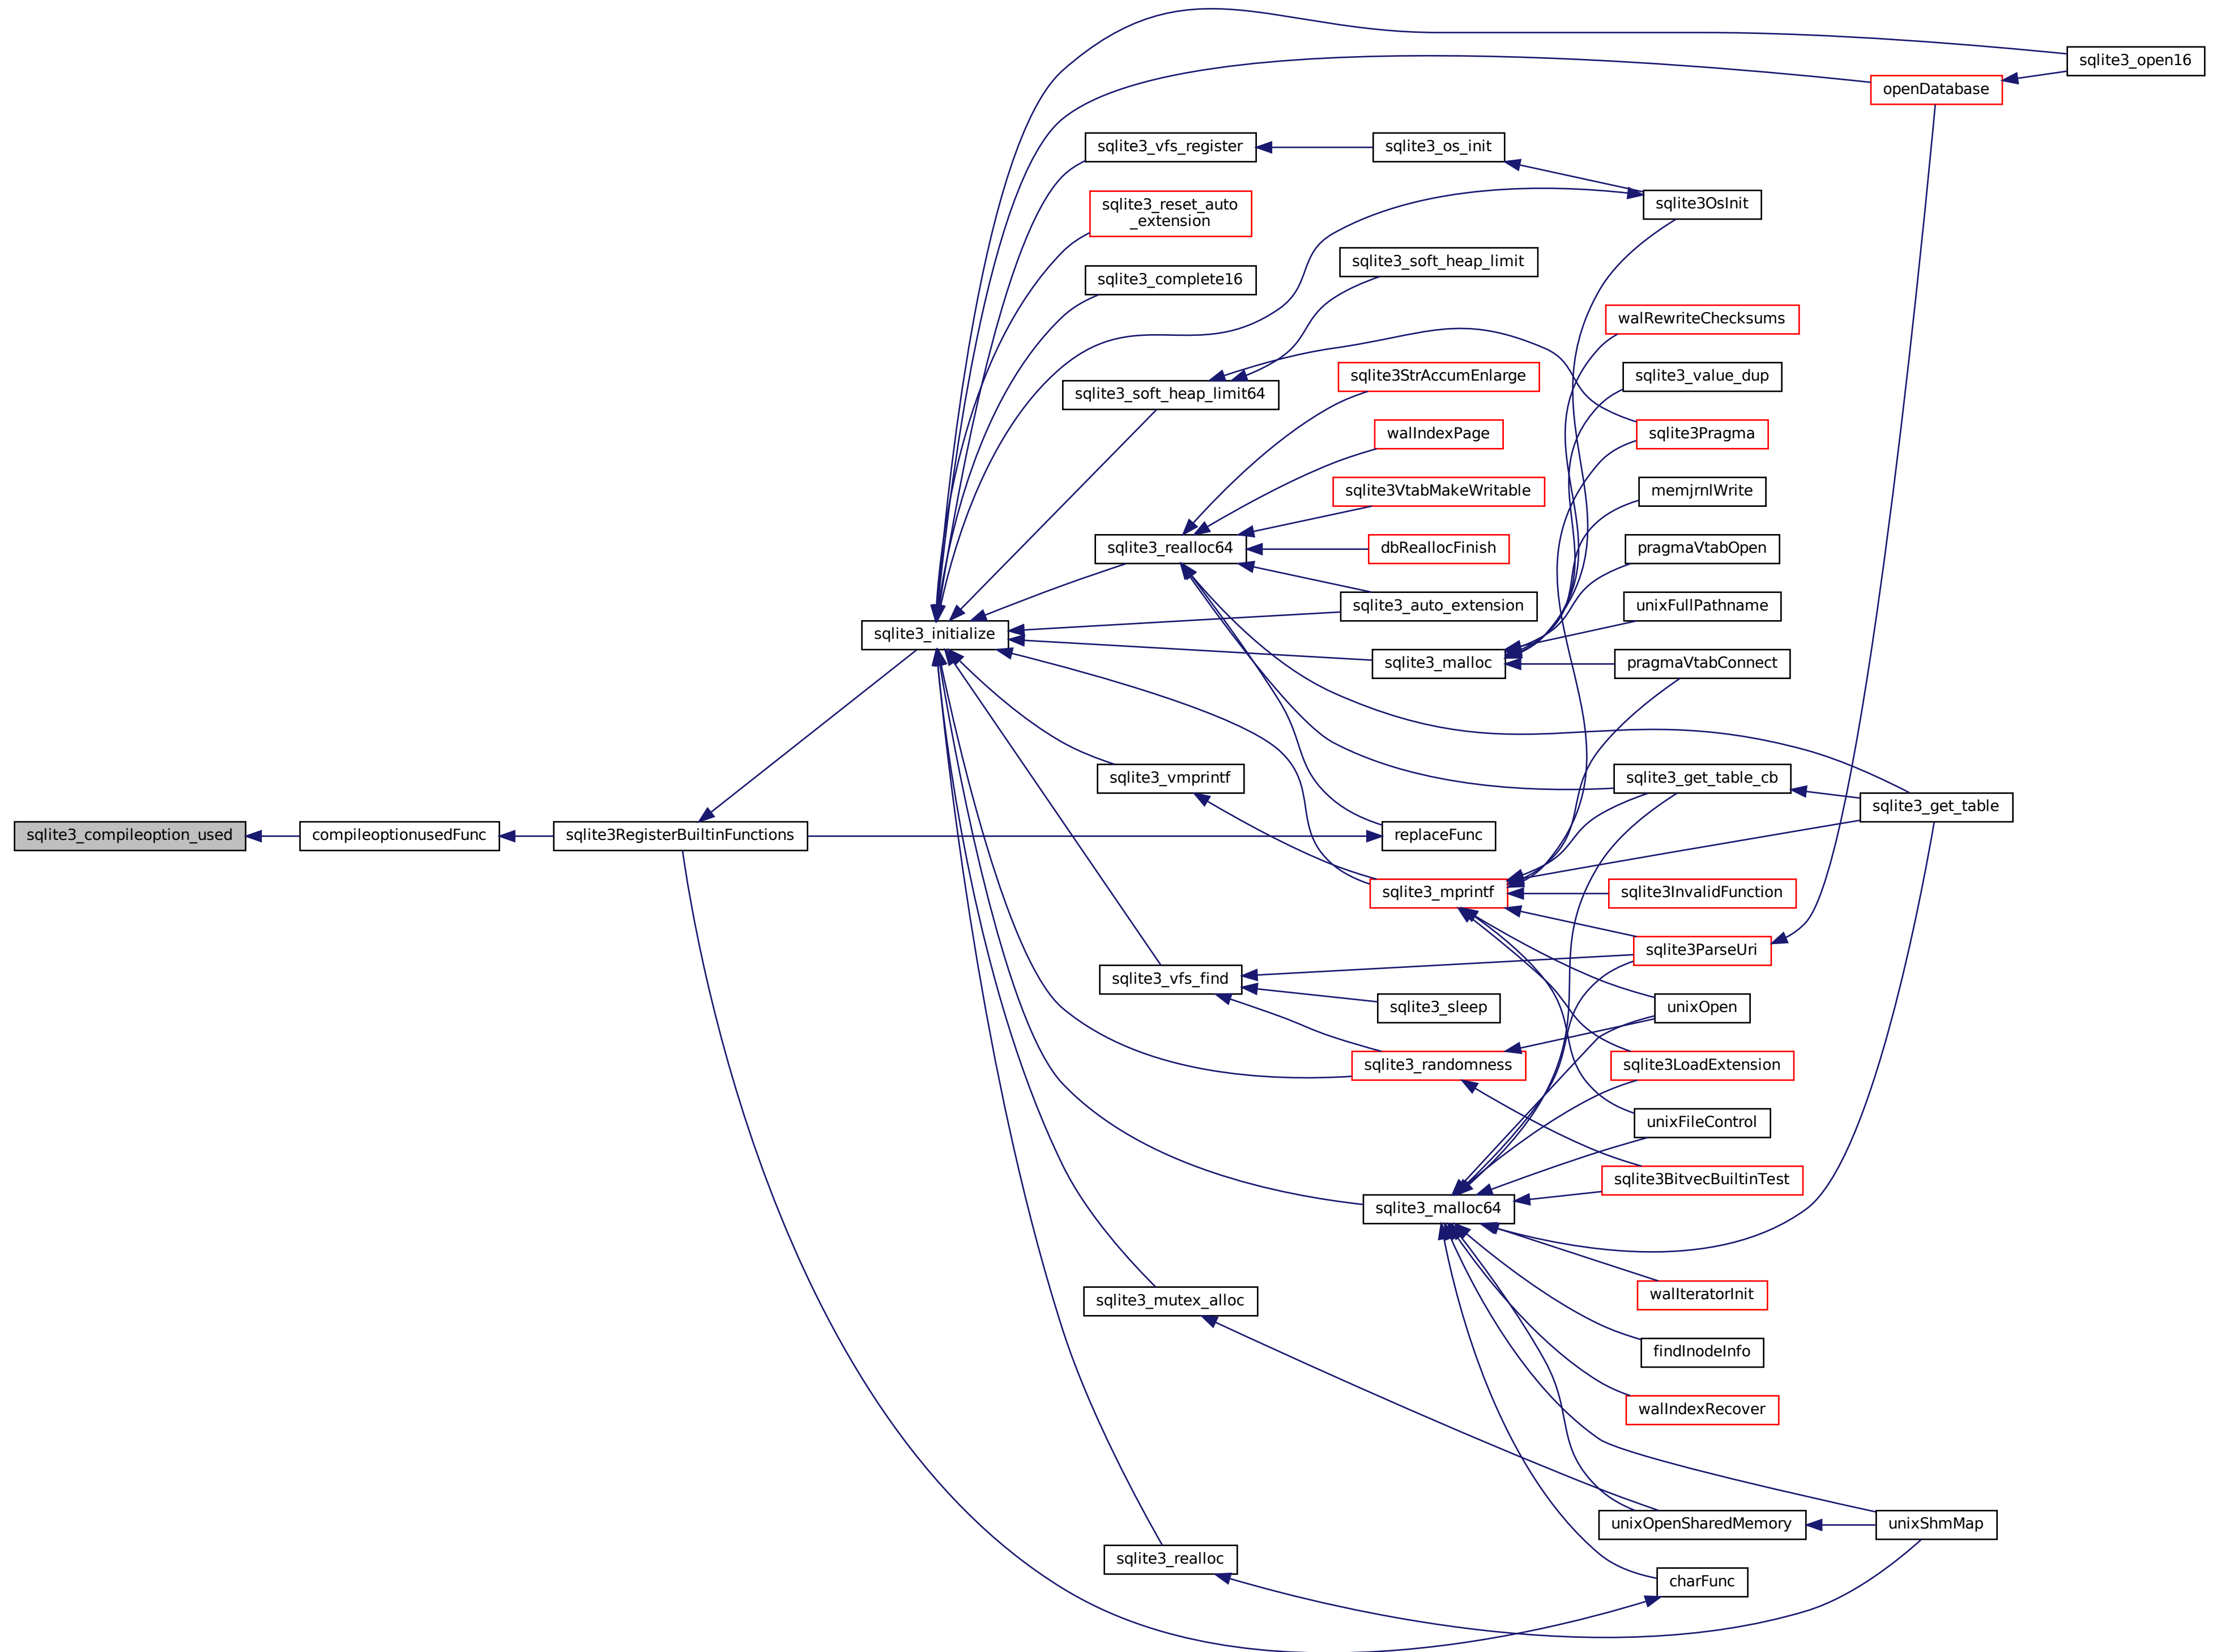 sqlite3_open16
openDatabase
sqlite3_vfs_register
sqlite3_os_init
sqlite3_reset_auto
_extension
sqlite3OsInit
sqlite3_soft_heap_limit
sqlite3_complete16
walRewriteChecksums
sqlite3StrAccumEnlarge
sqlite3_value_dup
sqlite3_soft_heap_limit64
walIndexPage
sqlite3Pragma
sqlite3VtabMakeWritable
memjrnlWrite
sqlite3_realloc64
dbReallocFinish
pragmaVtabOpen
sqlite3_auto_extension
unixFullPathname
sqlite3_initialize
sqlite3_malloc
pragmaVtabConnect
sqlite3_vmprintf
sqlite3_get_table_cb
sqlite3_get_table
sqlite3_compileoption_used
compileoptionusedFunc
sqlite3RegisterBuiltinFunctions
replaceFunc
sqlite3_mprintf
sqlite3InvalidFunction
sqlite3ParseUri
sqlite3_vfs_find
sqlite3_sleep
unixOpen
sqlite3_randomness
sqlite3LoadExtension
unixFileControl
sqlite3BitvecBuiltinTest
sqlite3_malloc64
sqlite3_mutex_alloc
walIteratorInit
findInodeInfo
walIndexRecover
unixOpenSharedMemory
unixShmMap
sqlite3_realloc
charFunc